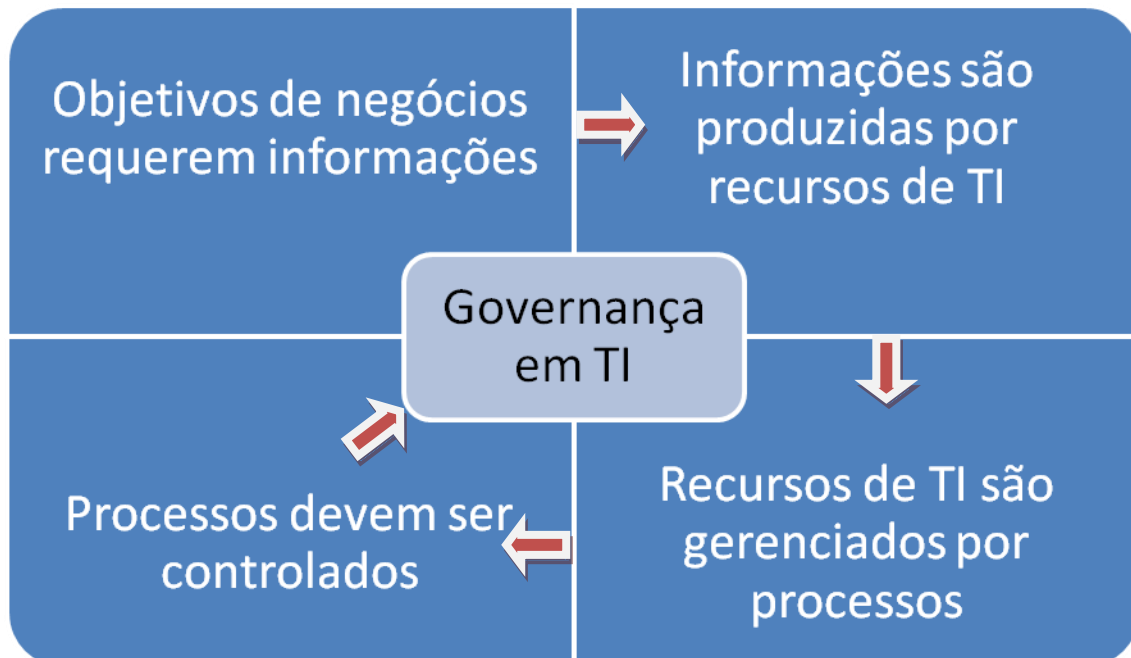 Objetivos de negócios
requerem informações
Informações são
produzidas por
recursos de TI
Governança
em TI
Processos devem ser
controlados
Recursos de TI são
gerenciados por
processos